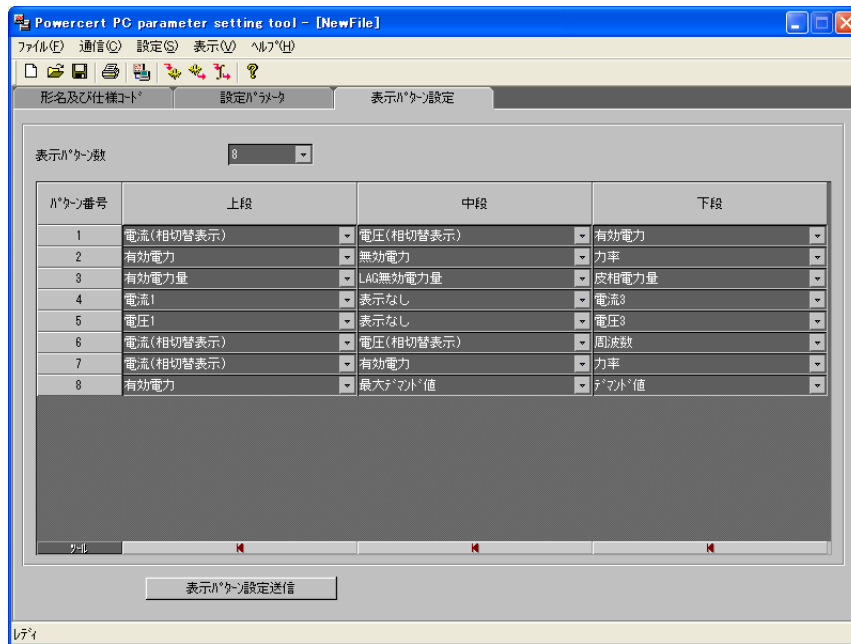 Powercert PC parameter setting tool - [NewFile]
ﾌｧｲﾙ(F) 通信(C) 設定(S) 表示(V) ﾍﾙﾌﾟ(H)
形名及び仕様ｺｰﾄﾞ 設定ﾊﾟﾗﾒｰﾀ 表示ﾊﾟﾀｰﾝ設定
表示ﾊﾟﾀｰﾝ数 8
ﾊﾟﾀｰﾝ番号 上段 中段 下段
1 電流(相切替表示) 電圧(相切替表示) 有効電力
2 有効電力 無効電力 力率
3 有効電力量 LAG無効電力量 皮相電力量
4 電流1 表示なし 電流3
5 電圧1 表示なし 電圧3
6 電流(相切替表示) 電圧(相切替表示) 周波数
7 電流(相切替表示) 有効電力 力率
8 有効電力 最大ﾃﾞﾏﾝﾄﾞ値 ﾃﾞﾏﾝﾄﾞ値
ﾂｰﾙ
表示ﾊﾟﾀｰﾝ設定送信
ﾚﾃﾞｨ